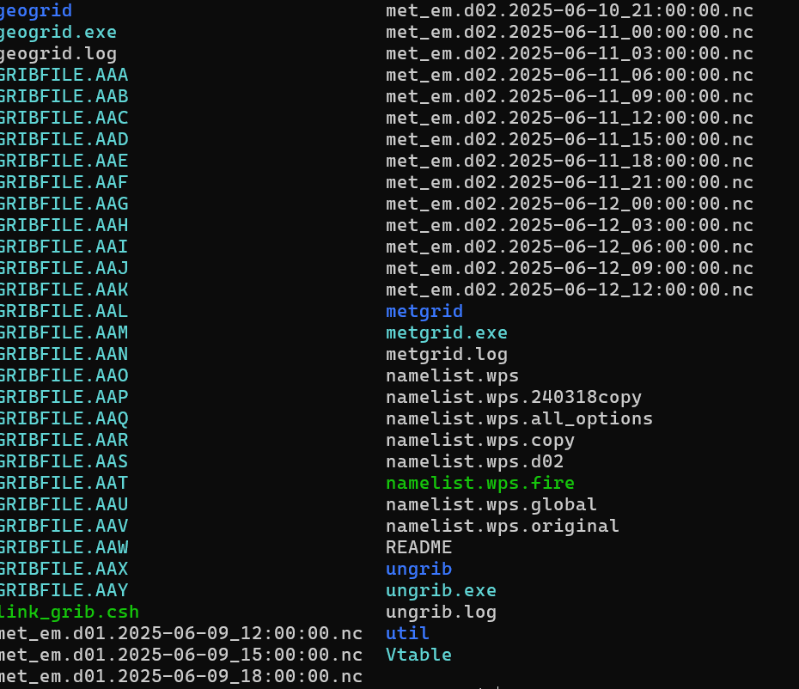 geogrid
geogrid.exe
geogrid.log
GRIBFILE.AAA
GRIBFILE.AAB
GRIBFILE.AAC
GRIBFILE.AAD
GRIBFILE.AAE
GRIBFILE.AAF
GRIBFILE.AAG
GRIBFILE.AAH
GRIBFILE.AAI
GRIBFILE.AAJ
GRIBFILE.AAK
GRIBFILE.AAL
GRIBFILE.AAM
GRIBFILE.AAN
GRIBFILE.AAO
GRIBFILE.AAP
GRIBFILE.AAQ
GRIBFILE.AAR
GRIBFILE.AAS
GRIBFILE.AAT
GRIBFILE.AAU
GRIBFILE.AAV
GRIBFILE.AAW
GRIBFILE.AAX
GRIBFILE.AAY
link_grib.csh
met_em.d01.2025-06-09_12:00:00.nc
met_em.d01.2025-06-09_15:00:00.nc
met_em.d01.2025-06-09_18:00:00.nc
met_em.d02.2025-06-10_21:00:00.nc
met_em.d02.2025-06-11_00:00:00.nc
met_em.d02.2025-06-11_03:00:00.nc
met_em.d02.2025-06-11_06:00:00.nc
met_em.d02.2025-06-11_09:00:00.nc
met_em.d02.2025-06-11_12:00:00.nc
met_em.d02.2025-06-11_15:00:00.nc
met_em.d02.2025-06-11_18:00:00.nc
met_em.d02.2025-06-11_21:00:00.nc
met_em.d02.2025-06-12_00:00:00.nc
met_em.d02.2025-06-12_03:00:00.nc
met_em.d02.2025-06-12_06:00:00.nc
met_em.d02.2025-06-12_09:00:00.nc
met_em.d02.2025-06-12_12:00:00.nc
metgrid
metgrid.exe
metgrid.log
namelist.wps
namelist.wps.240318copy
namelist.wps.all_options
namelist.wps.copy
namelist.wps.d02
namelist.wps.fire
namelist.wps.global
namelist.wps.original
README
ungrib
ungrib.exe
ungrib.log
util
Vtable